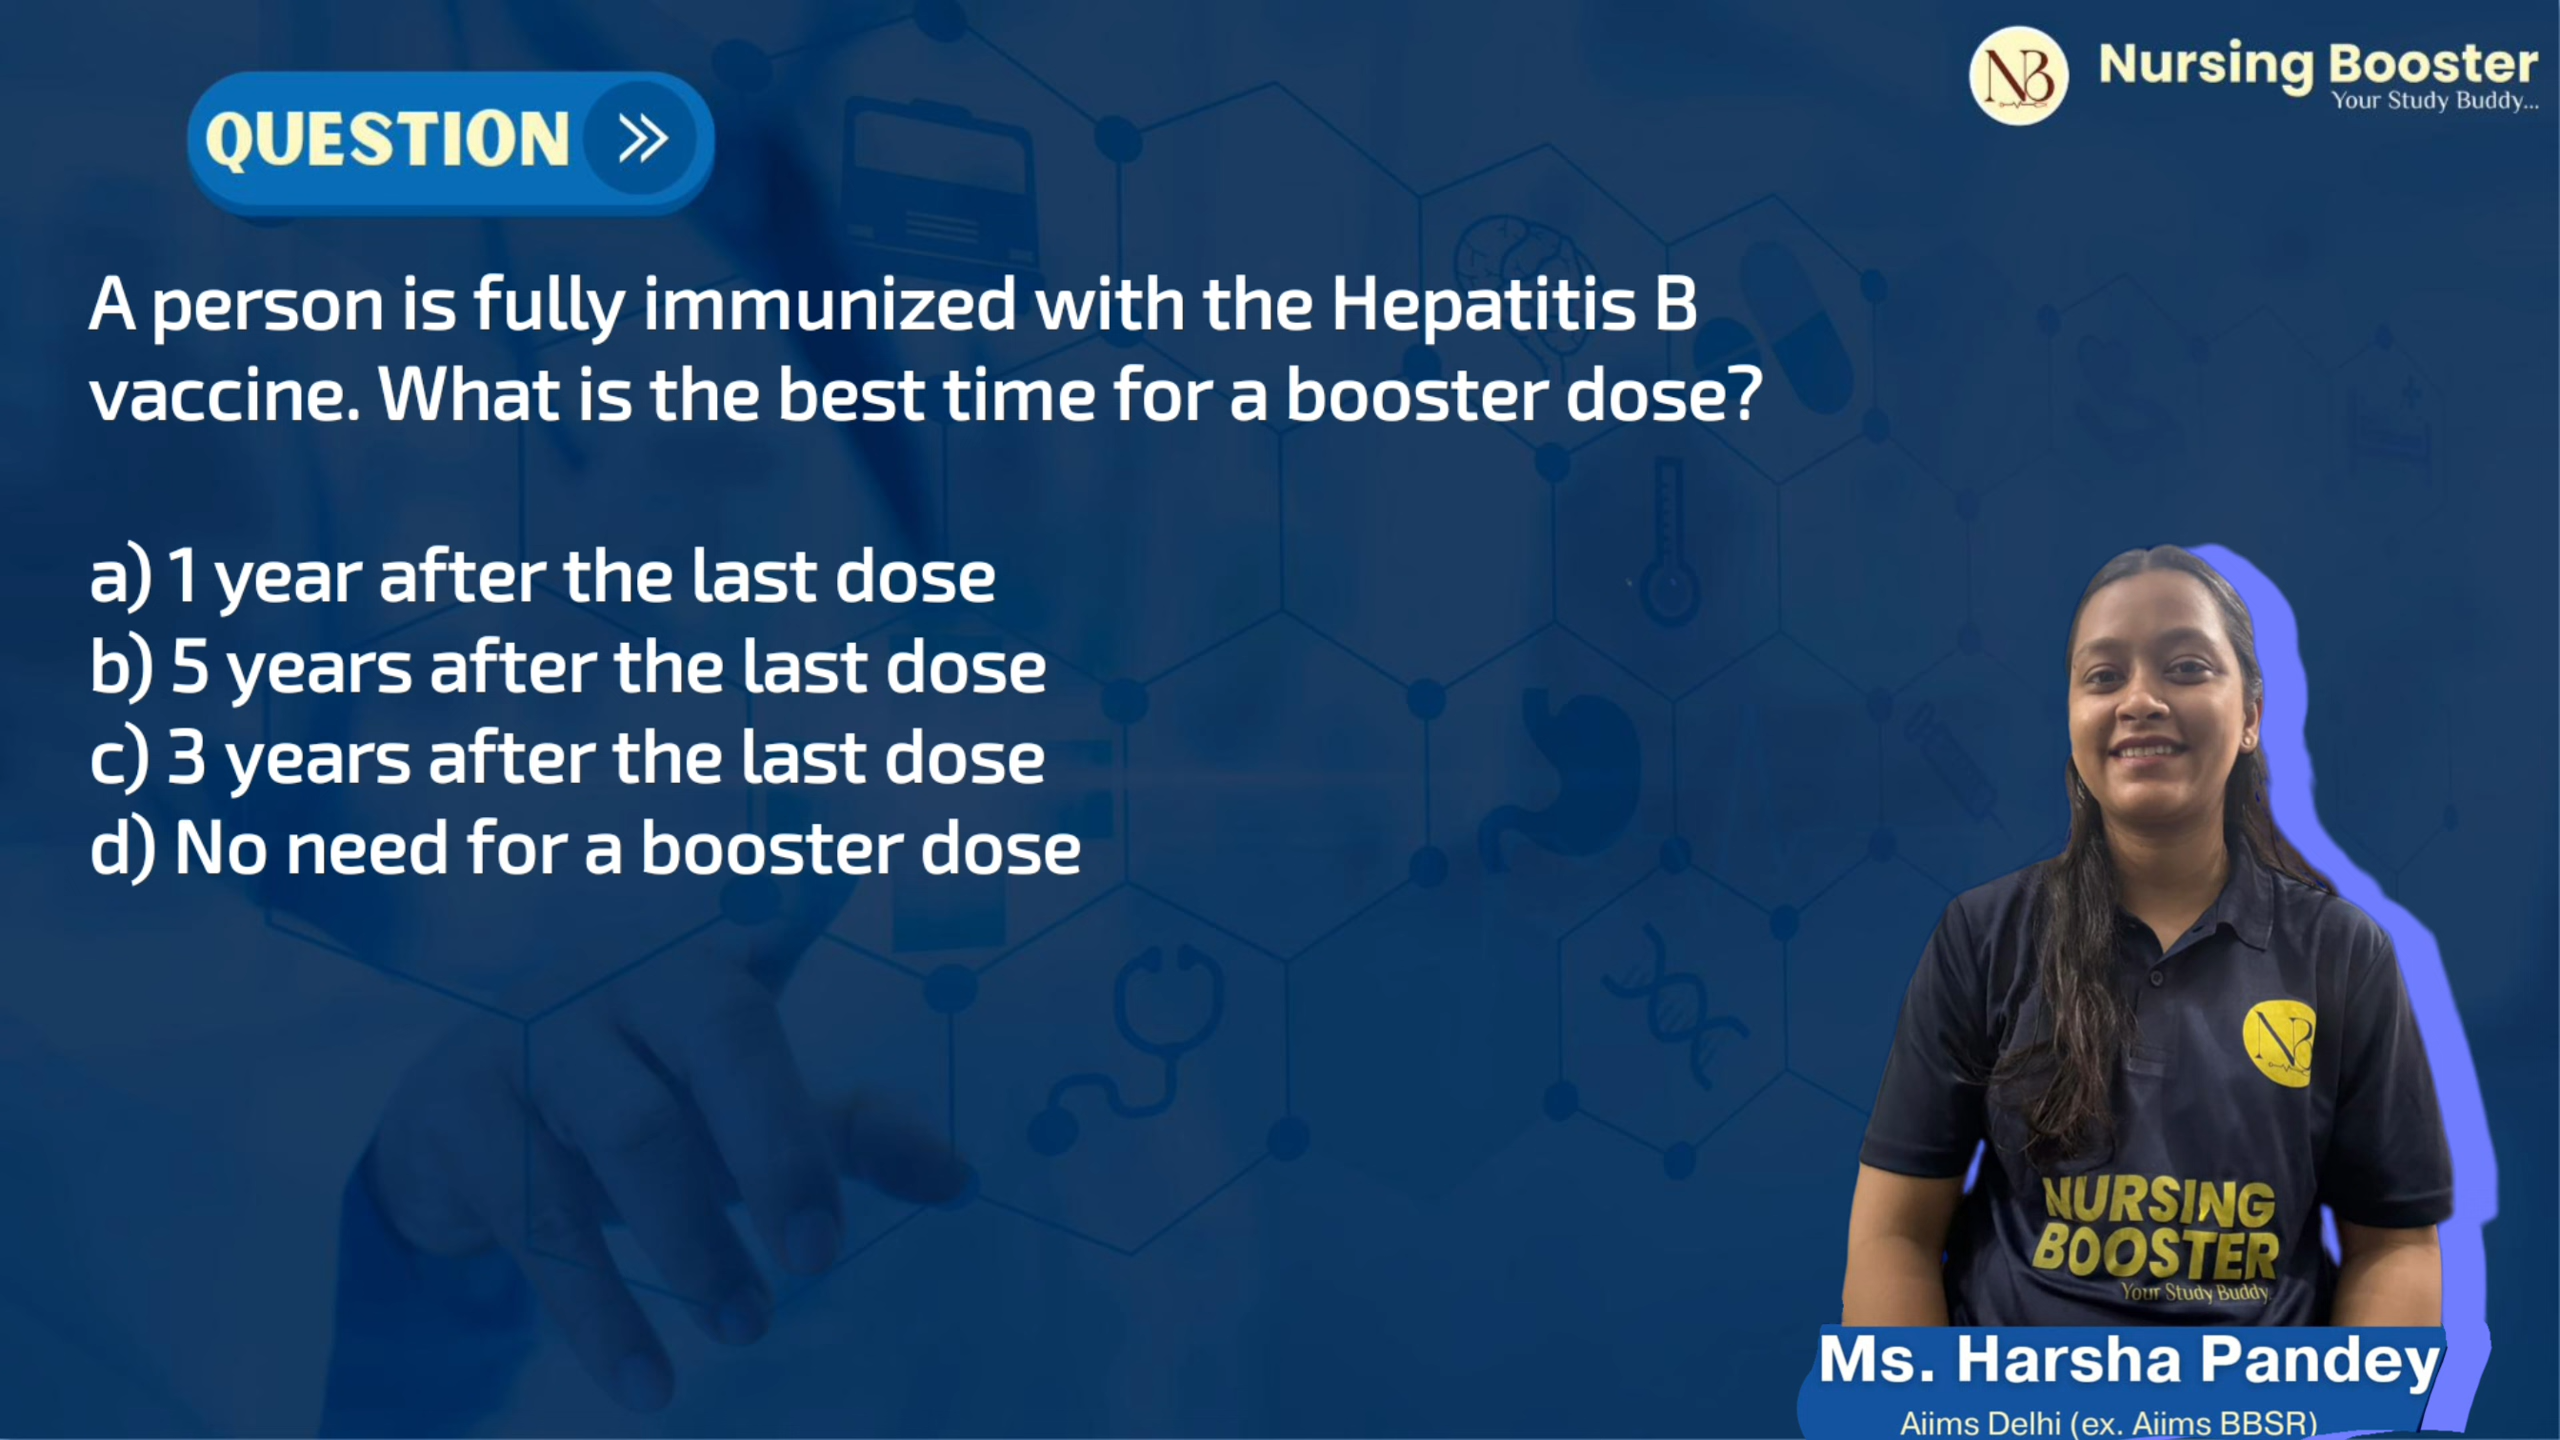 QUESTION
NB
Nursing Booster
Your Study Buddy...
A person is fully immunized with the Hepatitis B
vaccine. What is the best time for a booster dose?
a) 1 year after the last dose
b) 5 years after the last dose
c) 3 years after the last dose
d) No need for a booster dose
NB
NURSING
BOOSTER
Your Study Buddy
Ms. Harsha Pandey
Aiims Delhi (ex. Aiims BBSR)